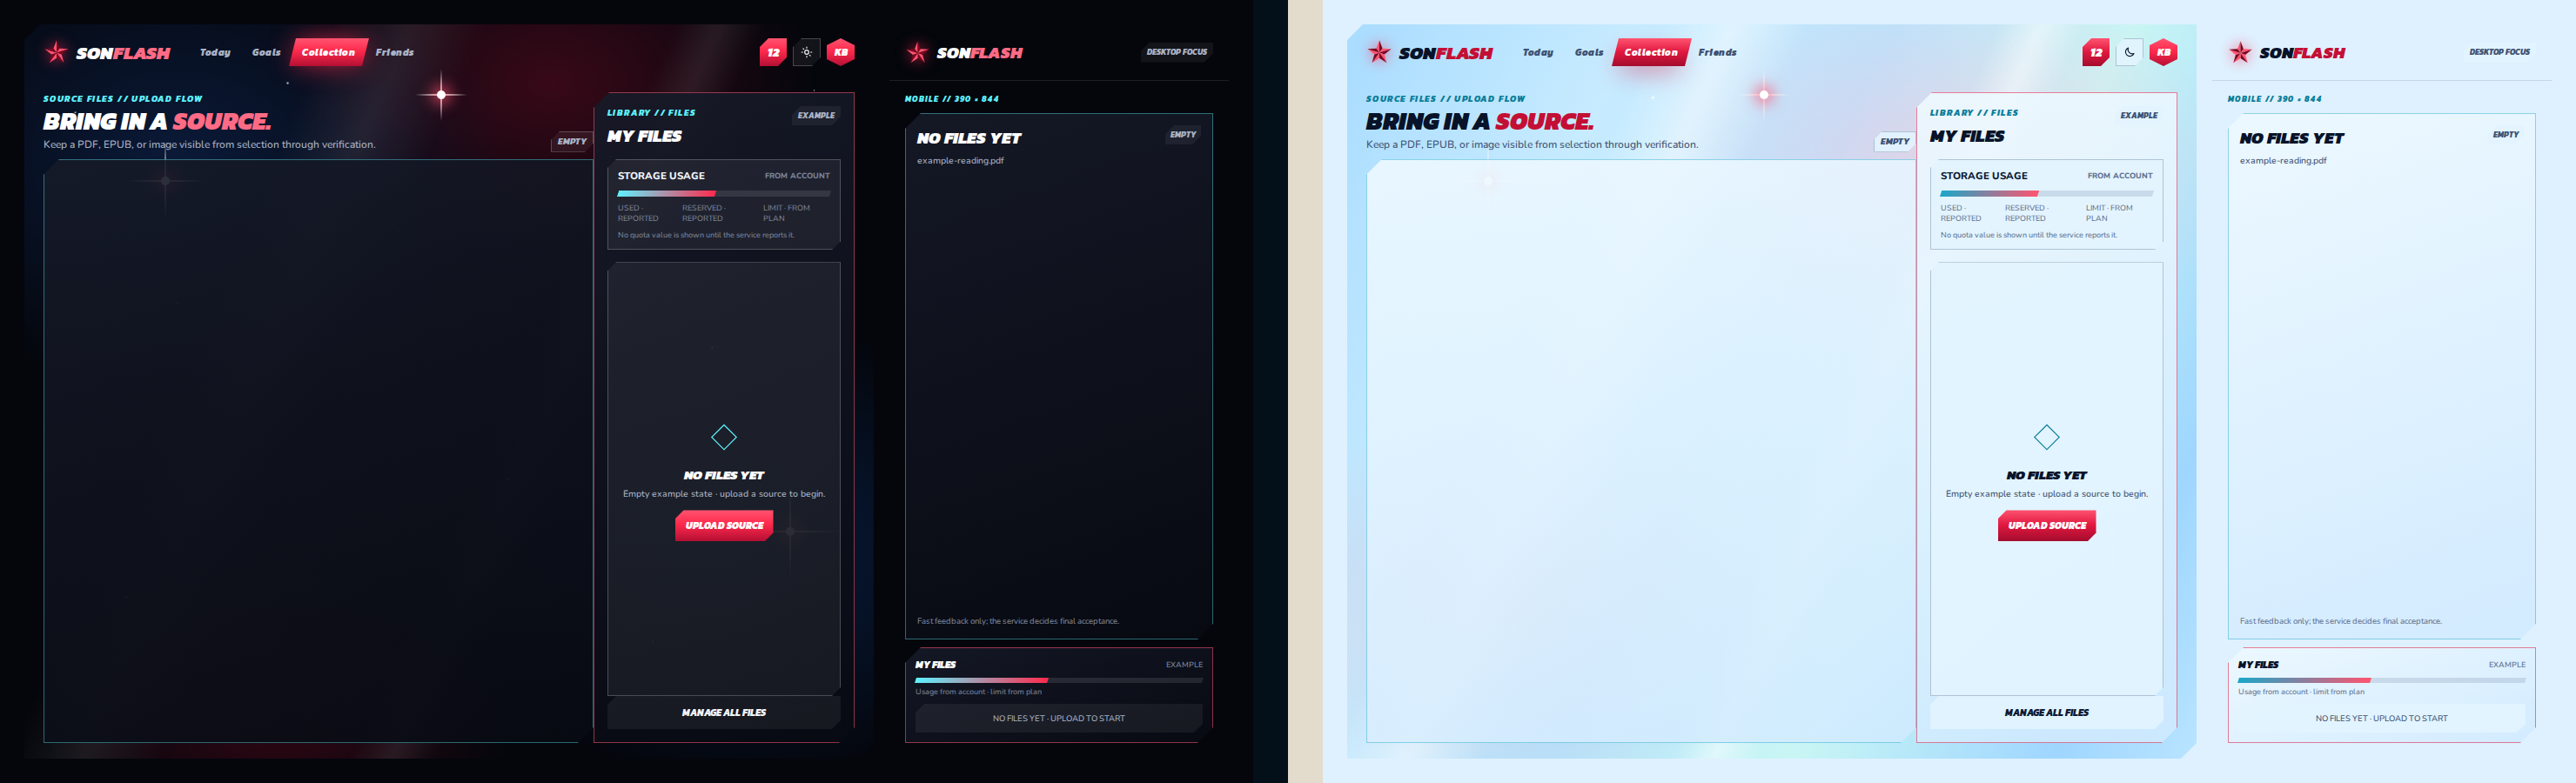 SONFLASH
Today Goals Collection Friends
12 KB
SOURCE FILES // UPLOAD FLOW
BRING IN A SOURCE.
Keep a PDF, EPUB, or image visible from selection through verification.
EMPTY
LIBRARY // FILES
EXAMPLE
MY FILES
STORAGE USAGE FROM ACCOUNT
USED · REPORTED
RESERVED · REPORTED
LIMIT · FROM PLAN
No quota value is shown until the service reports it.
NO FILES YET
Empty example state · upload a source to begin.
UPLOAD SOURCE
MANAGE ALL FILES
SONFLASH
DESKTOP FOCUS
MOBILE // 390 × 844
NO FILES YET
EMPTY
example-reading.pdf
Fast feedback only; the service decides final acceptance.
MY FILES EXAMPLE
Usage from account · limit from plan
NO FILES YET · UPLOAD TO START
SONFLASH
Today Goals Collection Friends
12 KB
SOURCE FILES // UPLOAD FLOW
BRING IN A SOURCE.
Keep a PDF, EPUB, or image visible from selection through verification.
EMPTY
LIBRARY // FILES
EXAMPLE
MY FILES
STORAGE USAGE FROM ACCOUNT
USED · REPORTED
RESERVED · REPORTED
LIMIT · FROM PLAN
No quota value is shown until the service reports it.
NO FILES YET
Empty example state · upload a source to begin.
UPLOAD SOURCE
MANAGE ALL FILES
SONFLASH
DESKTOP FOCUS
MOBILE // 390 × 844
NO FILES YET
EMPTY
example-reading.pdf
Fast feedback only; the service decides final acceptance.
MY FILES EXAMPLE
Usage from account · limit from plan
NO FILES YET · UPLOAD TO START